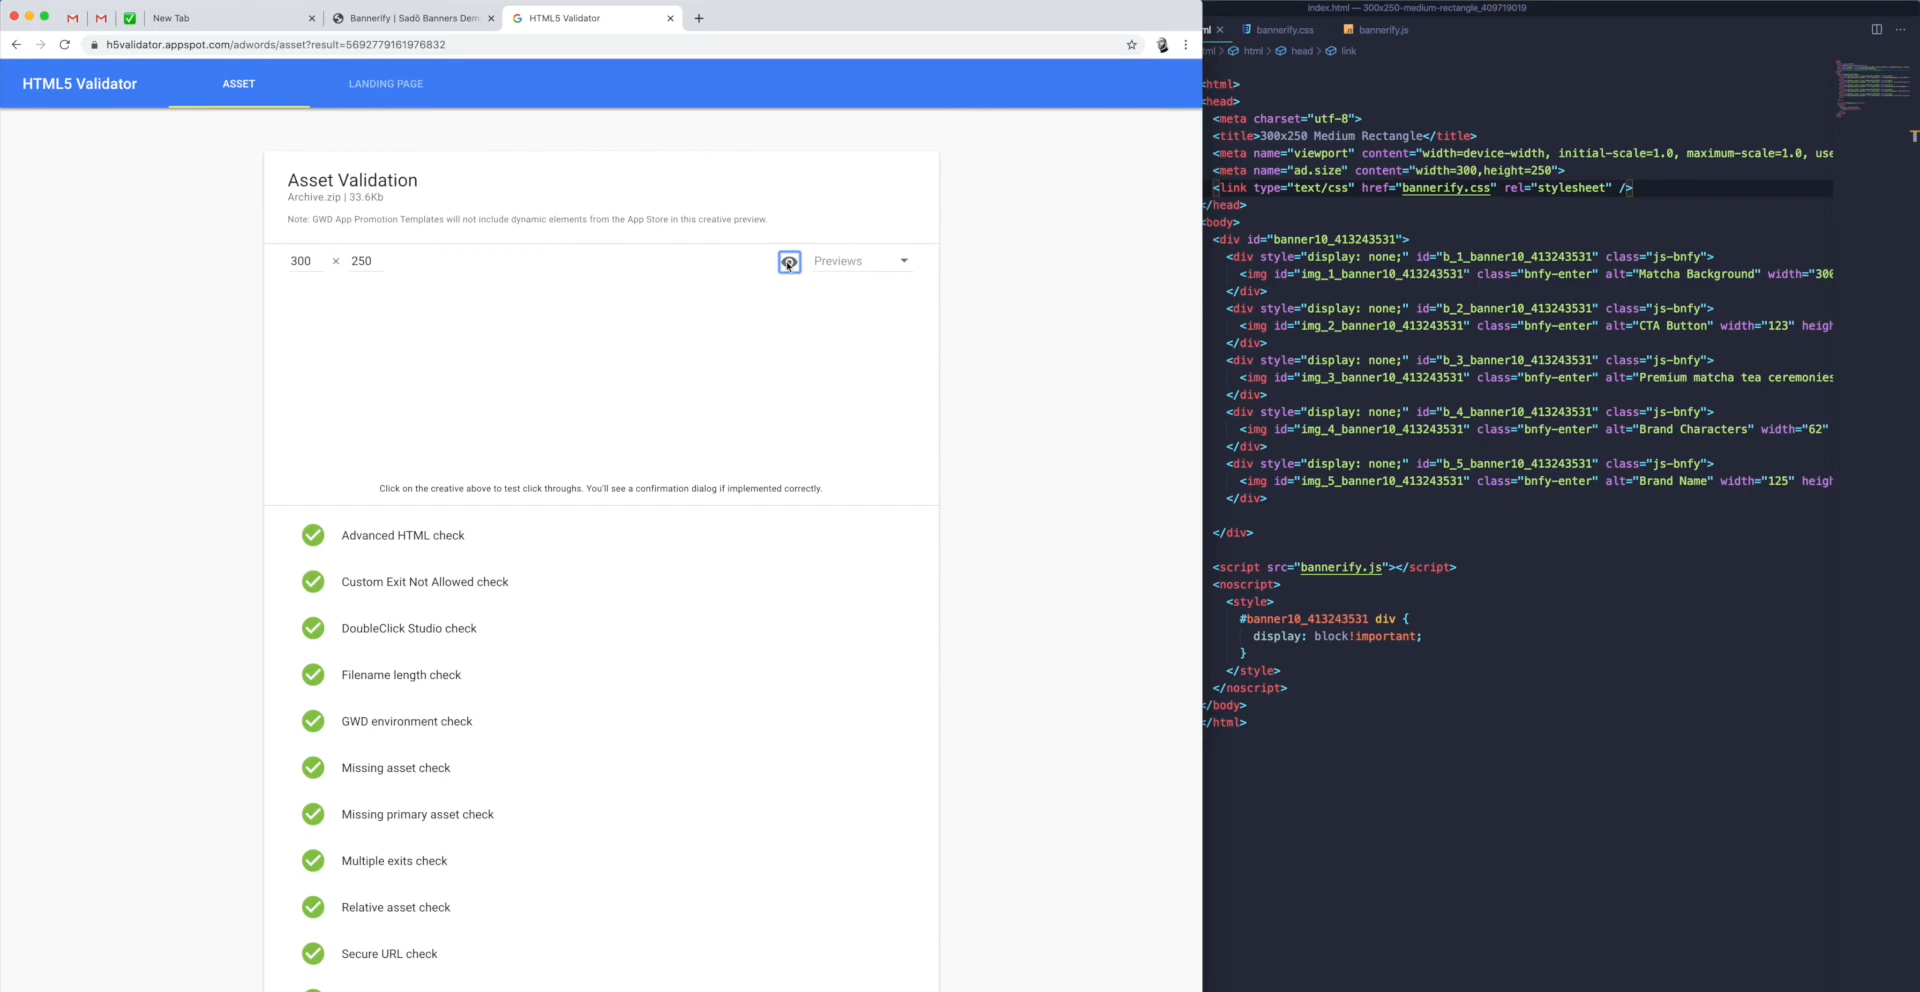 New Tab
Bannerify | Sadō Banners Dem
HTML5 Validator
h5validator.appspot.com/adwords/asset?result=5692779161976832
HTML5 Validator
ASSET
LANDING PAGE
Asset Validation
Archive.zip | 33.6Kb
Note: GWD App Promotion Templates will not include dynamic elements from the App Store in this creative preview.
300 × 250
Previews
Click on the creative above to test click throughs. You'll see a confirmation dialog if implemented correctly.
Advanced HTML check
Custom Exit Not Allowed check
DoubleClick Studio check
Filename length check
GWD environment check
Missing asset check
Missing primary asset check
Multiple exits check
Relative asset check
Secure URL check
index.html — 300x250-medium-rectangle_409719019
ml
bannerify.css
bannerify.js
tml > html > head > link
<html>
<head>
<meta charset="utf-8">
<title>300x250 Medium Rectangle</title>
<meta name="viewport" content="width=device-width, initial-scale=1.0, maximum-scale=1.0, use
<meta name="ad.size" content="width=300,height=250">
<link type="text/css" href="bannerify.css" rel="stylesheet" />
</head>
<body>
<div id="banner10_413243531">
<div style="display: none;" id="b_1_banner10_413243531" class="js-bnfy">
<img id="img_1_banner10_413243531" class="bnfy-enter" alt="Matcha Background" width="300
</div>
<div style="display: none;" id="b_2_banner10_413243531" class="js-bnfy">
<img id="img_2_banner10_413243531" class="bnfy-enter" alt="CTA Button" width="123" heigh
</div>
<div style="display: none;" id="b_3_banner10_413243531" class="js-bnfy">
<img id="img_3_banner10_413243531" class="bnfy-enter" alt="Premium matcha tea ceremonies
</div>
<div style="display: none;" id="b_4_banner10_413243531" class="js-bnfy">
<img id="img_4_banner10_413243531" class="bnfy-enter" alt="Brand Characters" width="62"
</div>
<div style="display: none;" id="b_5_banner10_413243531" class="js-bnfy">
<img id="img_5_banner10_413243531" class="bnfy-enter" alt="Brand Name" width="125" heigh
</div>
</div>
<script src="bannerify.js"></script>
<noscript>
<style>
#banner10_413243531 div {
display: block!important;
}
</style>
</noscript>
</body>
</html>